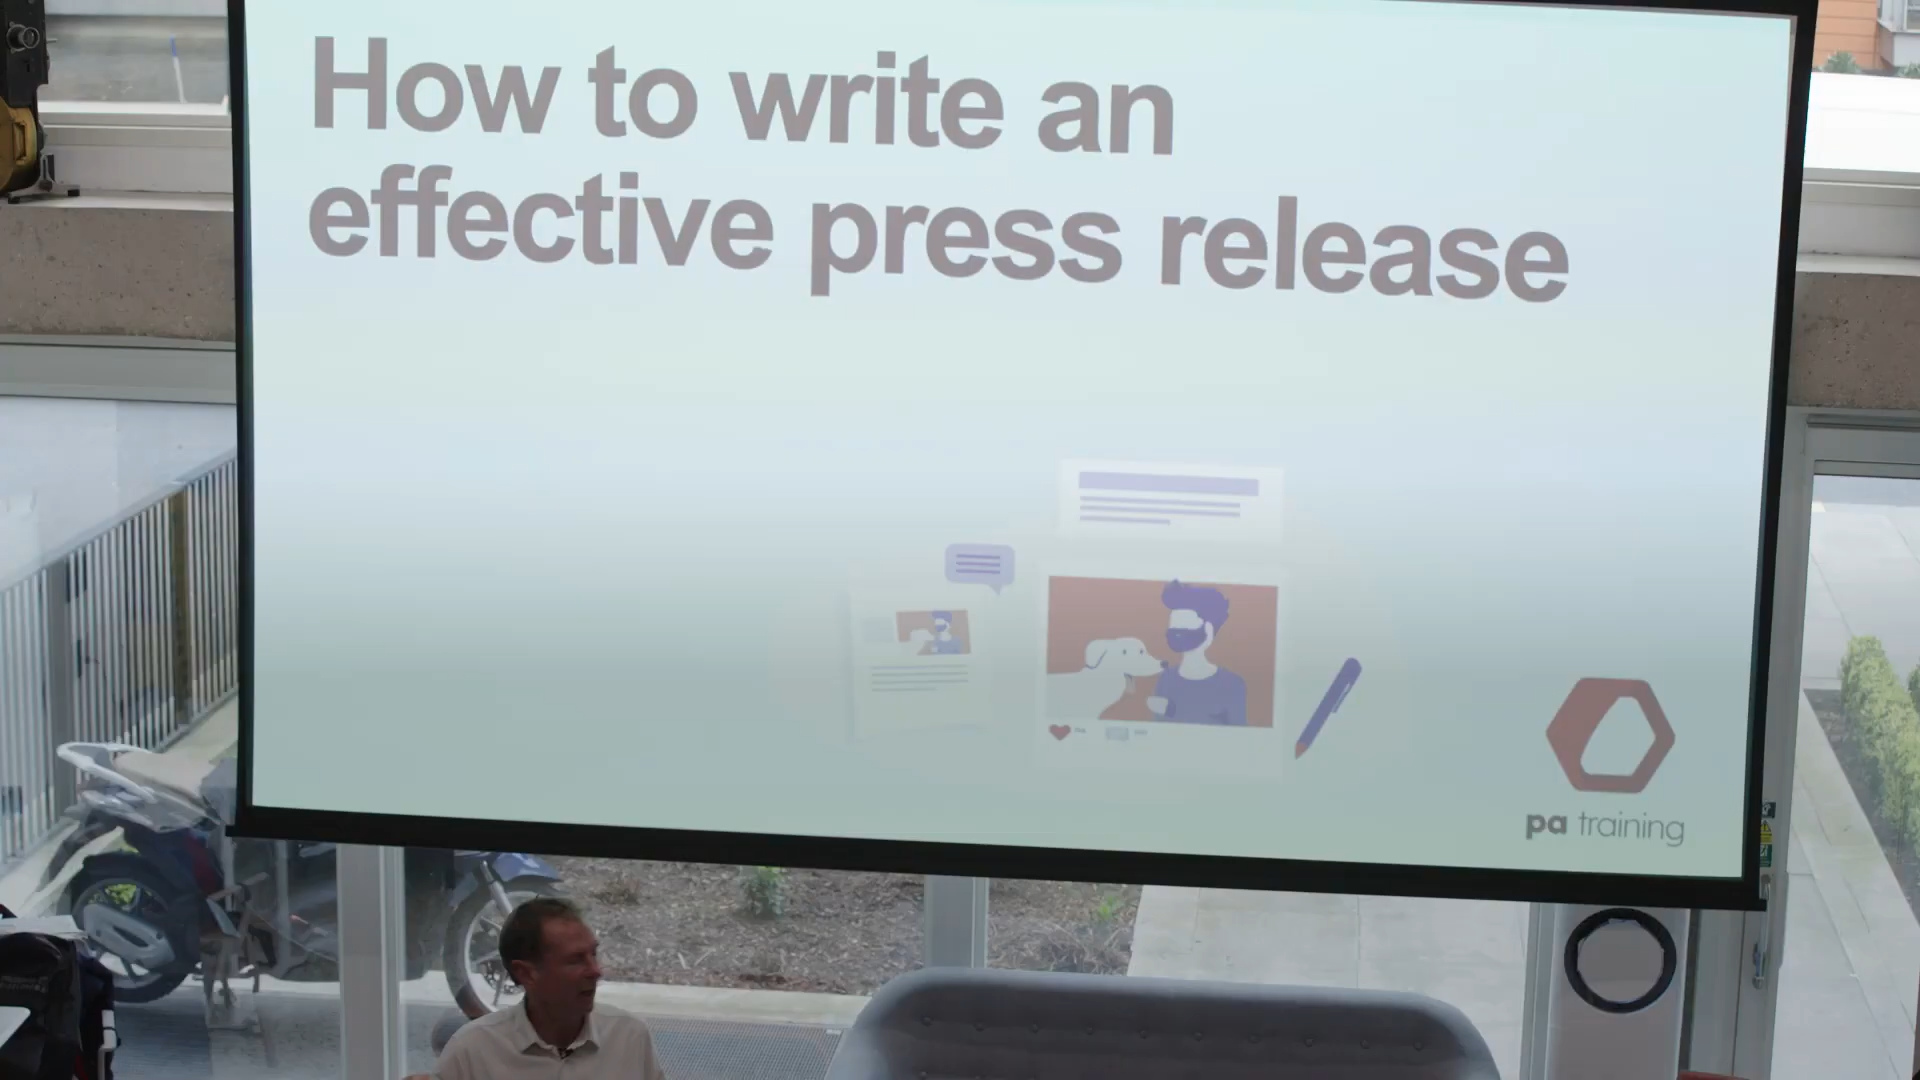 How to write an
effective press release
pa training